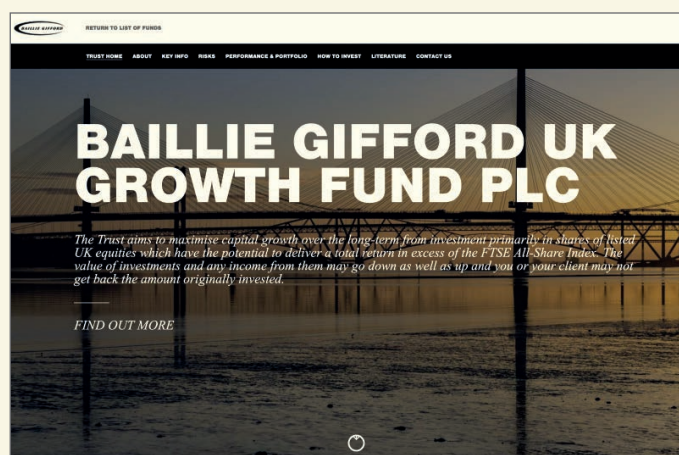 BAILLIE GIFFORD
RETURN TO LIST OF FUNDS
TRUST HOME ABOUT KEY INFO RISKS PERFORMANCE & PORTFOLIO HOW TO INVEST LITERATURE CONTACT US
BAILLIE GIFFORD UK
GROWTH FUND PLC
The Trust aims to maximise capital growth over the long-term from investment primarily in shares of listed
UK equities which have the potential to deliver a total return in excess of the FTSE All-Share Index. The
value of investments and any income from them may go down as well as up and you or your client may not
get back the amount originally invested.
FIND OUT MORE